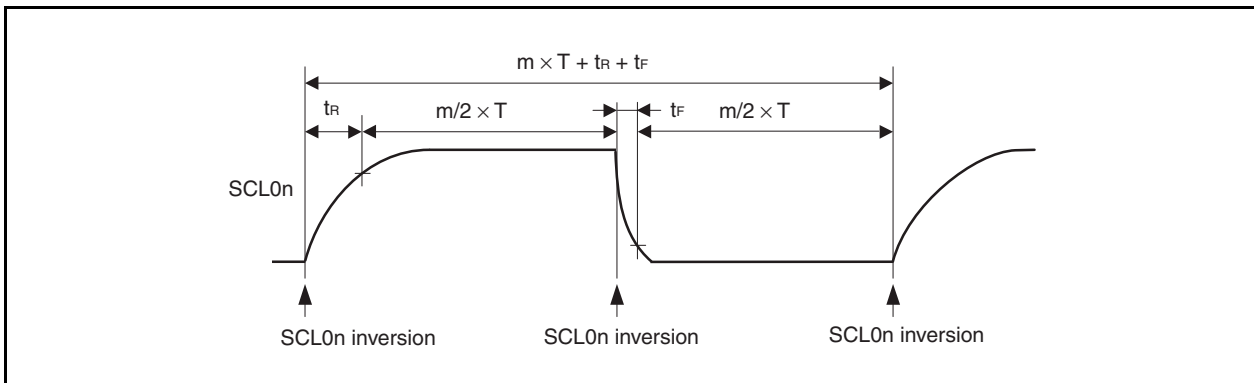 m × T + tR + tF
tR
m/2 × T
tF
m/2 × T
SCL0n
SCL0n inversion
SCL0n inversion
SCL0n inversion